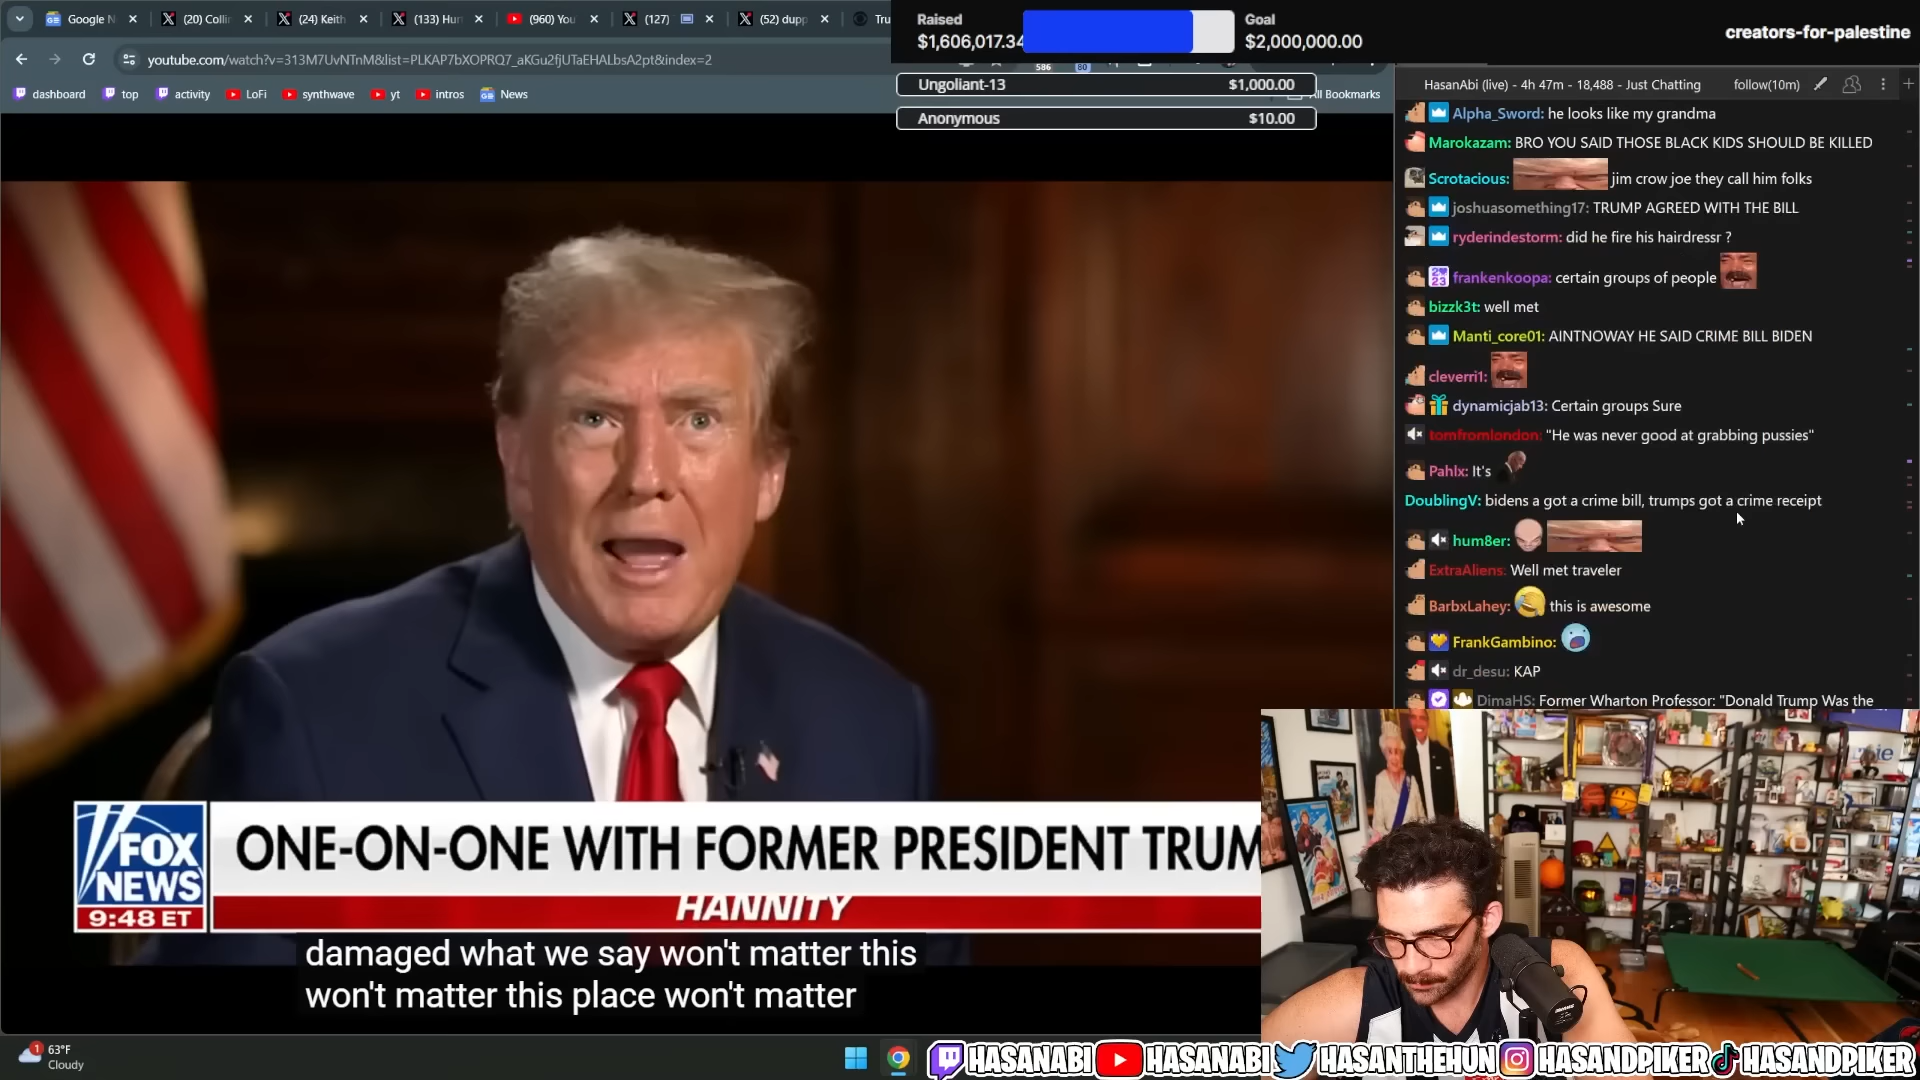 Google N
(20) Collin
(24) Keith
(133) Hun
(960) You
(127)
(52) dupp
Tru
youtube.com/watch?v=313M7UvNTnM&list=PLKAP7bXOPRQ7_aKGu2fjUTaEHALbsA2pt&index=2
586
80
dashboard
top
activity
LoFi
synthwave
yt
intros
News
All Bookmarks
Raised
$1,606,017.34
Goal
$2,000,000.00
creators-for-palestine
Ungoliant-13 $1,000.00
Anonymous $10.00
HasanAbi (live) - 4h 47m - 18,488 - Just Chatting follow(10m)
Alpha_Sword: he looks like my grandma
Marokazam: BRO YOU SAID THOSE BLACK KIDS SHOULD BE KILLED
Scrotacious: jim crow joe they call him folks
joshuasomething17: TRUMP AGREED WITH THE BILL
ryderindestorm: did he fire his hairdressr ?
frankenkoopa: certain groups of people
bizzk3t: well met
Manti_core01: AINTNOWAY HE SAID CRIME BILL BIDEN
cleverri1:
dynamicjab13: Certain groups Sure
tomfromlondon: "He was never good at grabbing pussies"
Pahlx: It's
DoublingV: bidens a got a crime bill, trumps got a crime receipt
hum8er:
ExtraAliens: Well met traveler
BarbxLahey: this is awesome
FrankGambino:
dr_desu: KAP
DimaHS: Former Wharton Professor: "Donald Trump Was the
FOX
NEWS
9:48 ET
ONE-ON-ONE WITH FORMER PRESIDENT TRUM
HANNITY
damaged what we say won't matter this
won't matter this place won't matter
1
63°F
Cloudy
HASANABI
HASANABI
HASANTHEHUN
HASANDPIKER
HASANDPIKER